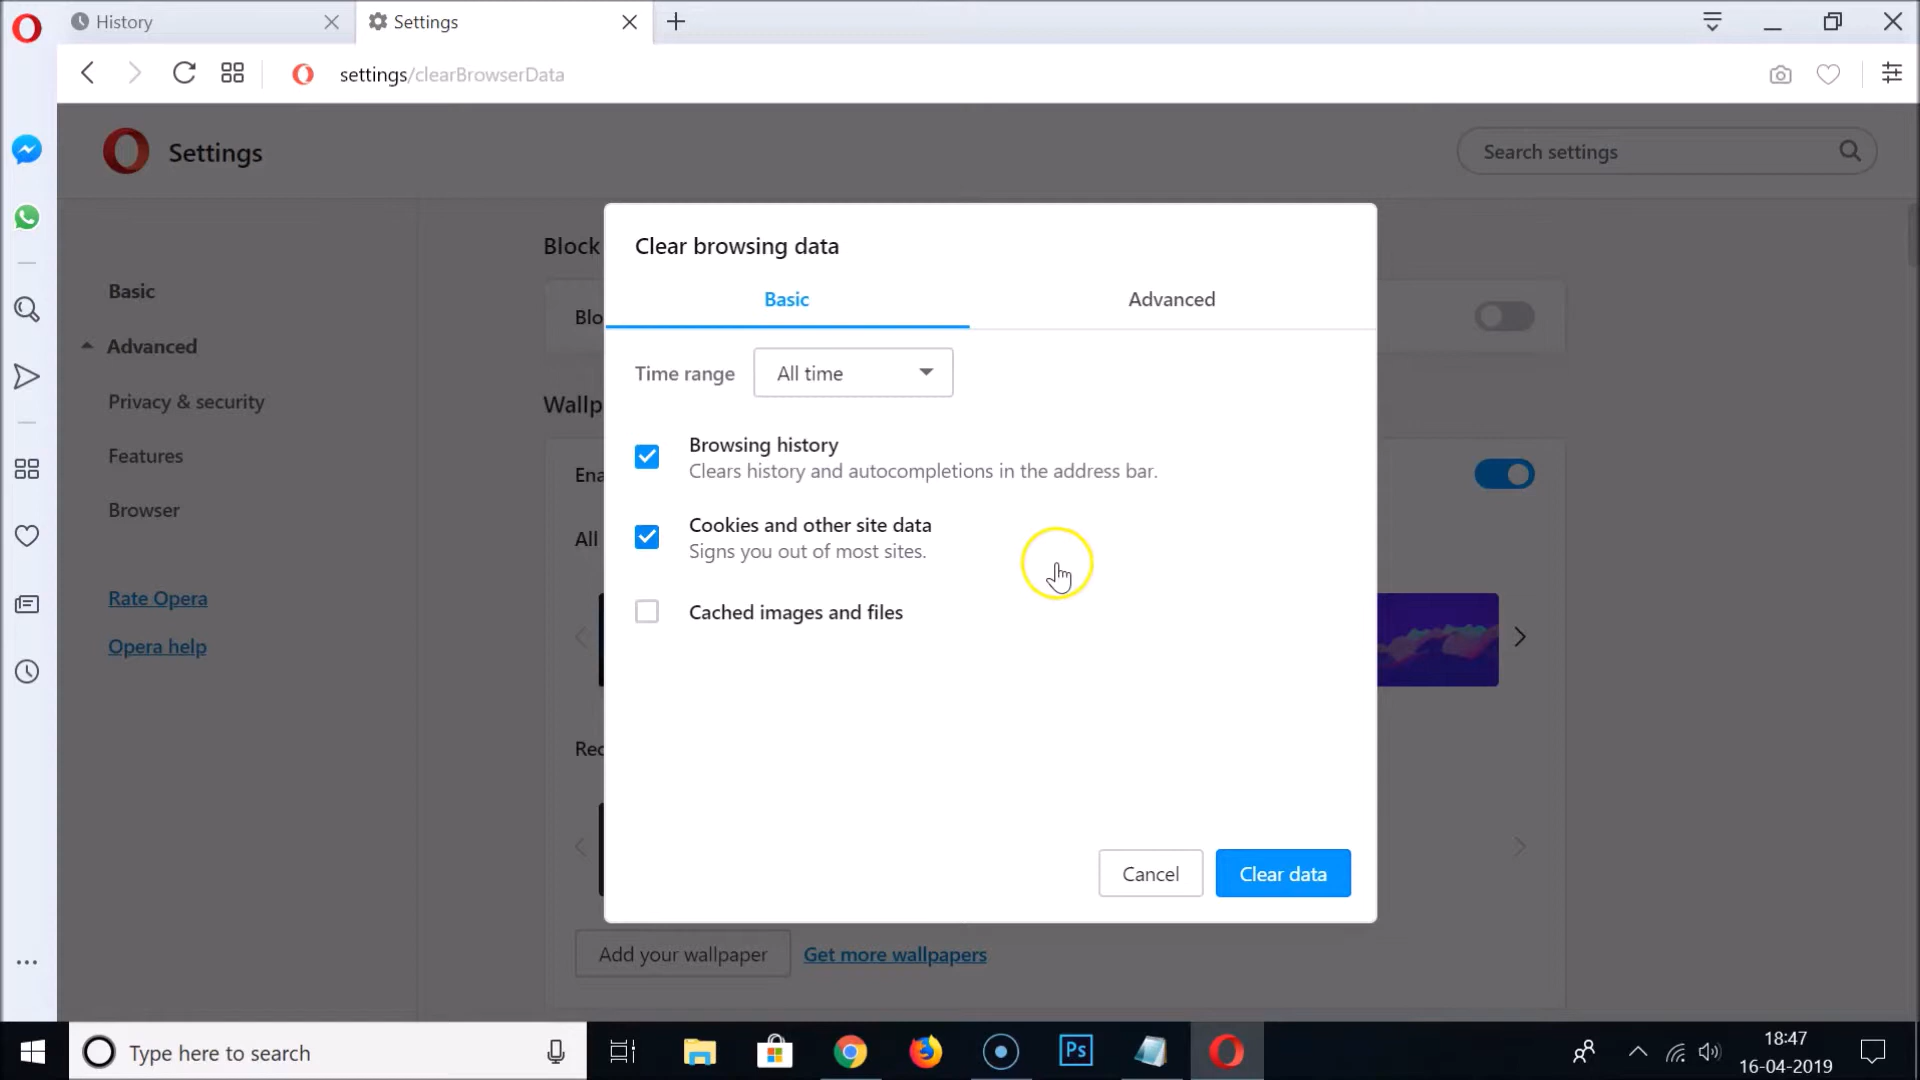 History
Settings
settings/clearBrowserData
Settings
Search settings
Basic
Advanced
Privacy & security
Features
Browser
Rate Opera
Opera help
Block
Blo
Wallp
Ena
All
Rec
Clear browsing data
Basic Advanced
Time range All time
Browsing history
Clears history and autocompletions in the address bar.
Cookies and other site data
Signs you out of most sites.
Cached images and files
Cancel Clear data
Add your wallpaper Get more wallpapers
Type here to search
Ps
18:47
16-04-2019